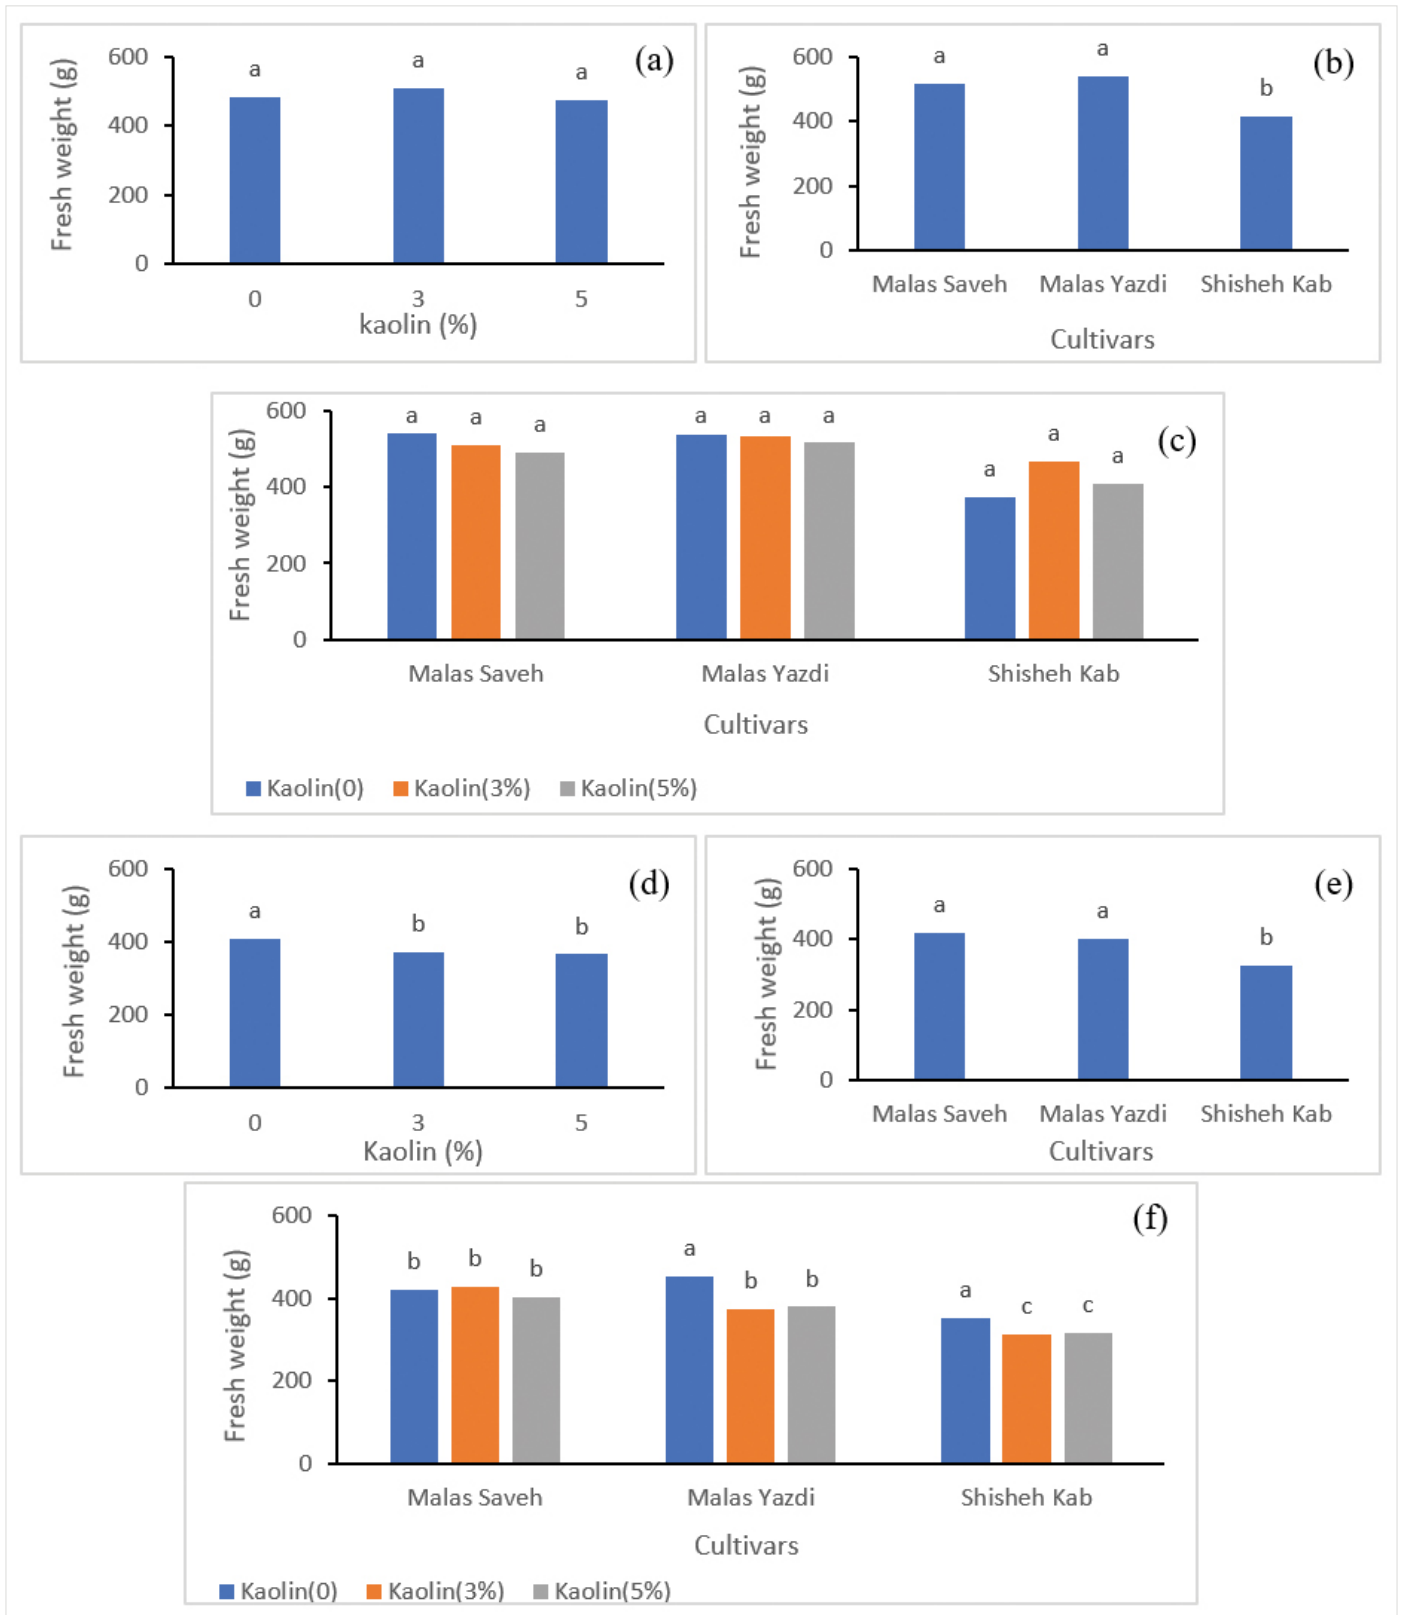 (a)
Fresh weight (g)
600
400
200
0
a a a
0 3 5
kaolin (%)
(b)
Fresh weight (g)
600
400
200
0
a a b
Malas Saveh Malas Yazdi Shisheh Kab
Cultivars
(c)
Fresh weight (g)
600
400
200
0
a a a a a a a a a
Malas Saveh Malas Yazdi Shisheh Kab
Cultivars
Kaolin(0) Kaolin(3%) Kaolin(5%)
(d)
Fresh weight (g)
600
400
200
0
a b b
0 3 5
Kaolin (%)
(e)
Fresh weight (g)
600
400
200
0
a a b
Malas Saveh Malas Yazdi Shisheh Kab
Cultivars
(f)
Fresh weight (g)
600
400
200
0
b b b a b b a c c
Malas Saveh Malas Yazdi Shisheh Kab
Cultivars
Kaolin(0) Kaolin(3%) Kaolin(5%)